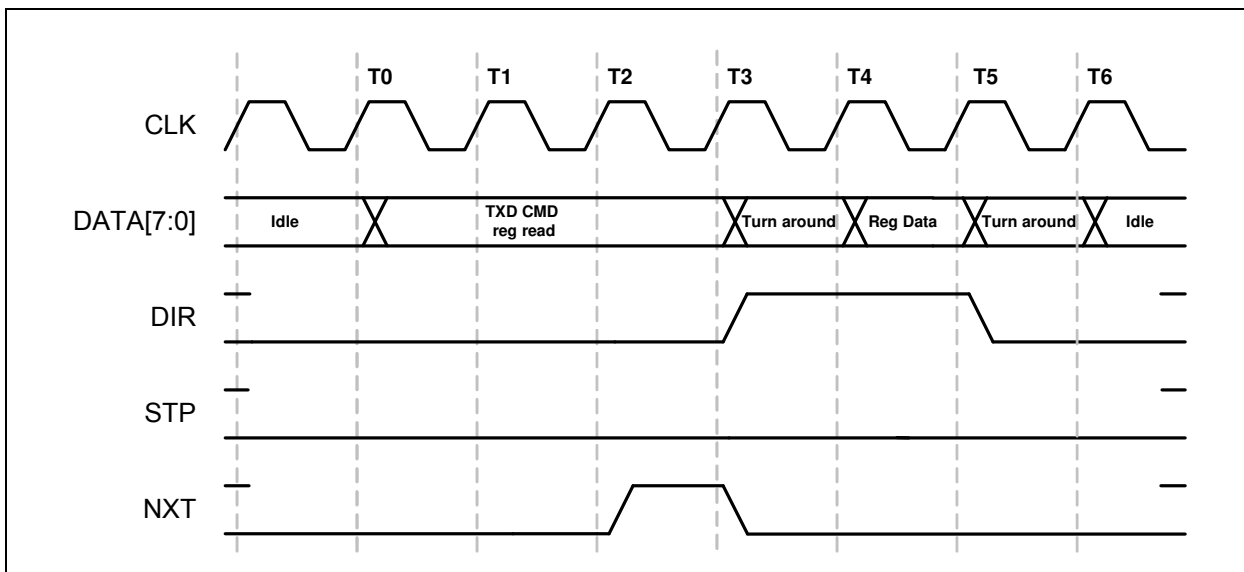 T0 T1 T2 T3 T4 T5 T6
CLK
DATA[7:0]
Idle
TXD CMD
reg read
Turn around
Reg Data
Turn around
Idle
DIR
STP
NXT